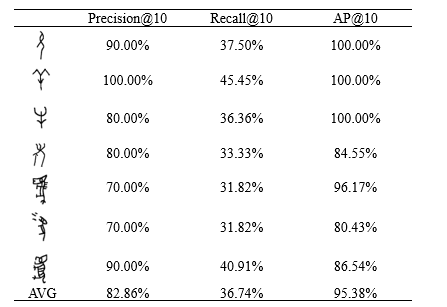 Precision@10 Recall@10 AP@10
90.00% 37.50% 100.00%
100.00% 45.45% 100.00%
80.00% 36.36% 100.00%
80.00% 33.33% 84.55%
70.00% 31.82% 96.17%
70.00% 31.82% 80.43%
90.00% 40.91% 86.54%
AVG 82.86% 36.74% 95.38%